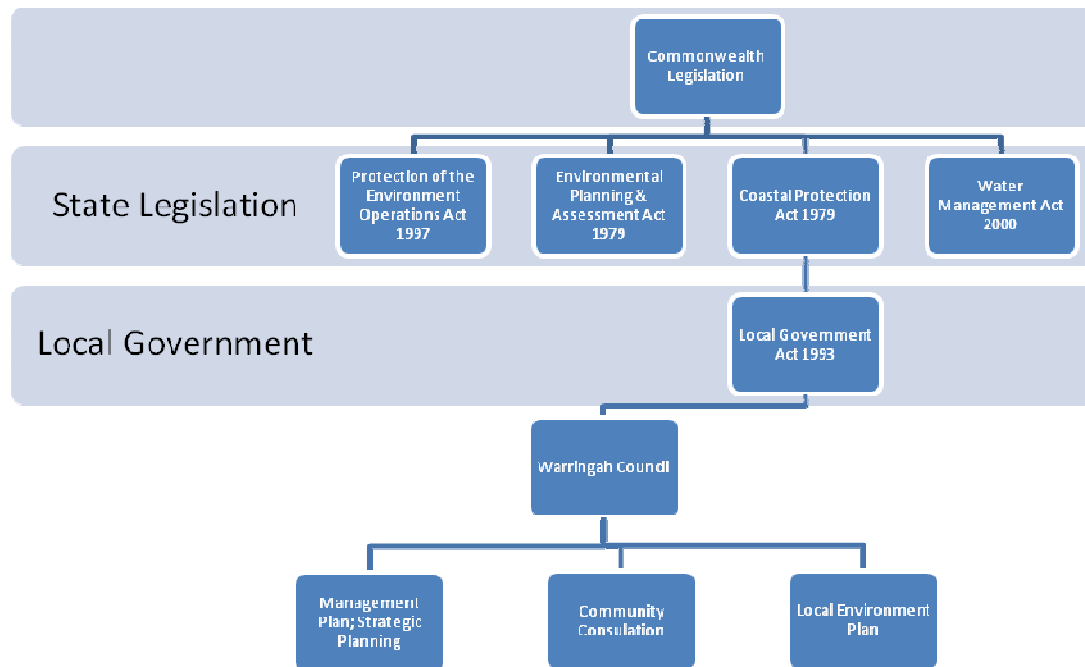 Commonwealth
Legislation
State Legislation
Protection of the
Environment
Operations Act
1997
Environmental
Planning &
Assessment Act
1979
Coastal Protection
Act 1979
Water
Management Act
2000
Local Government
Local Government
Act 1993
Warringah Council
Management
Plan; Strategic
Planning
Community
Consulation
Local Environment
Plan